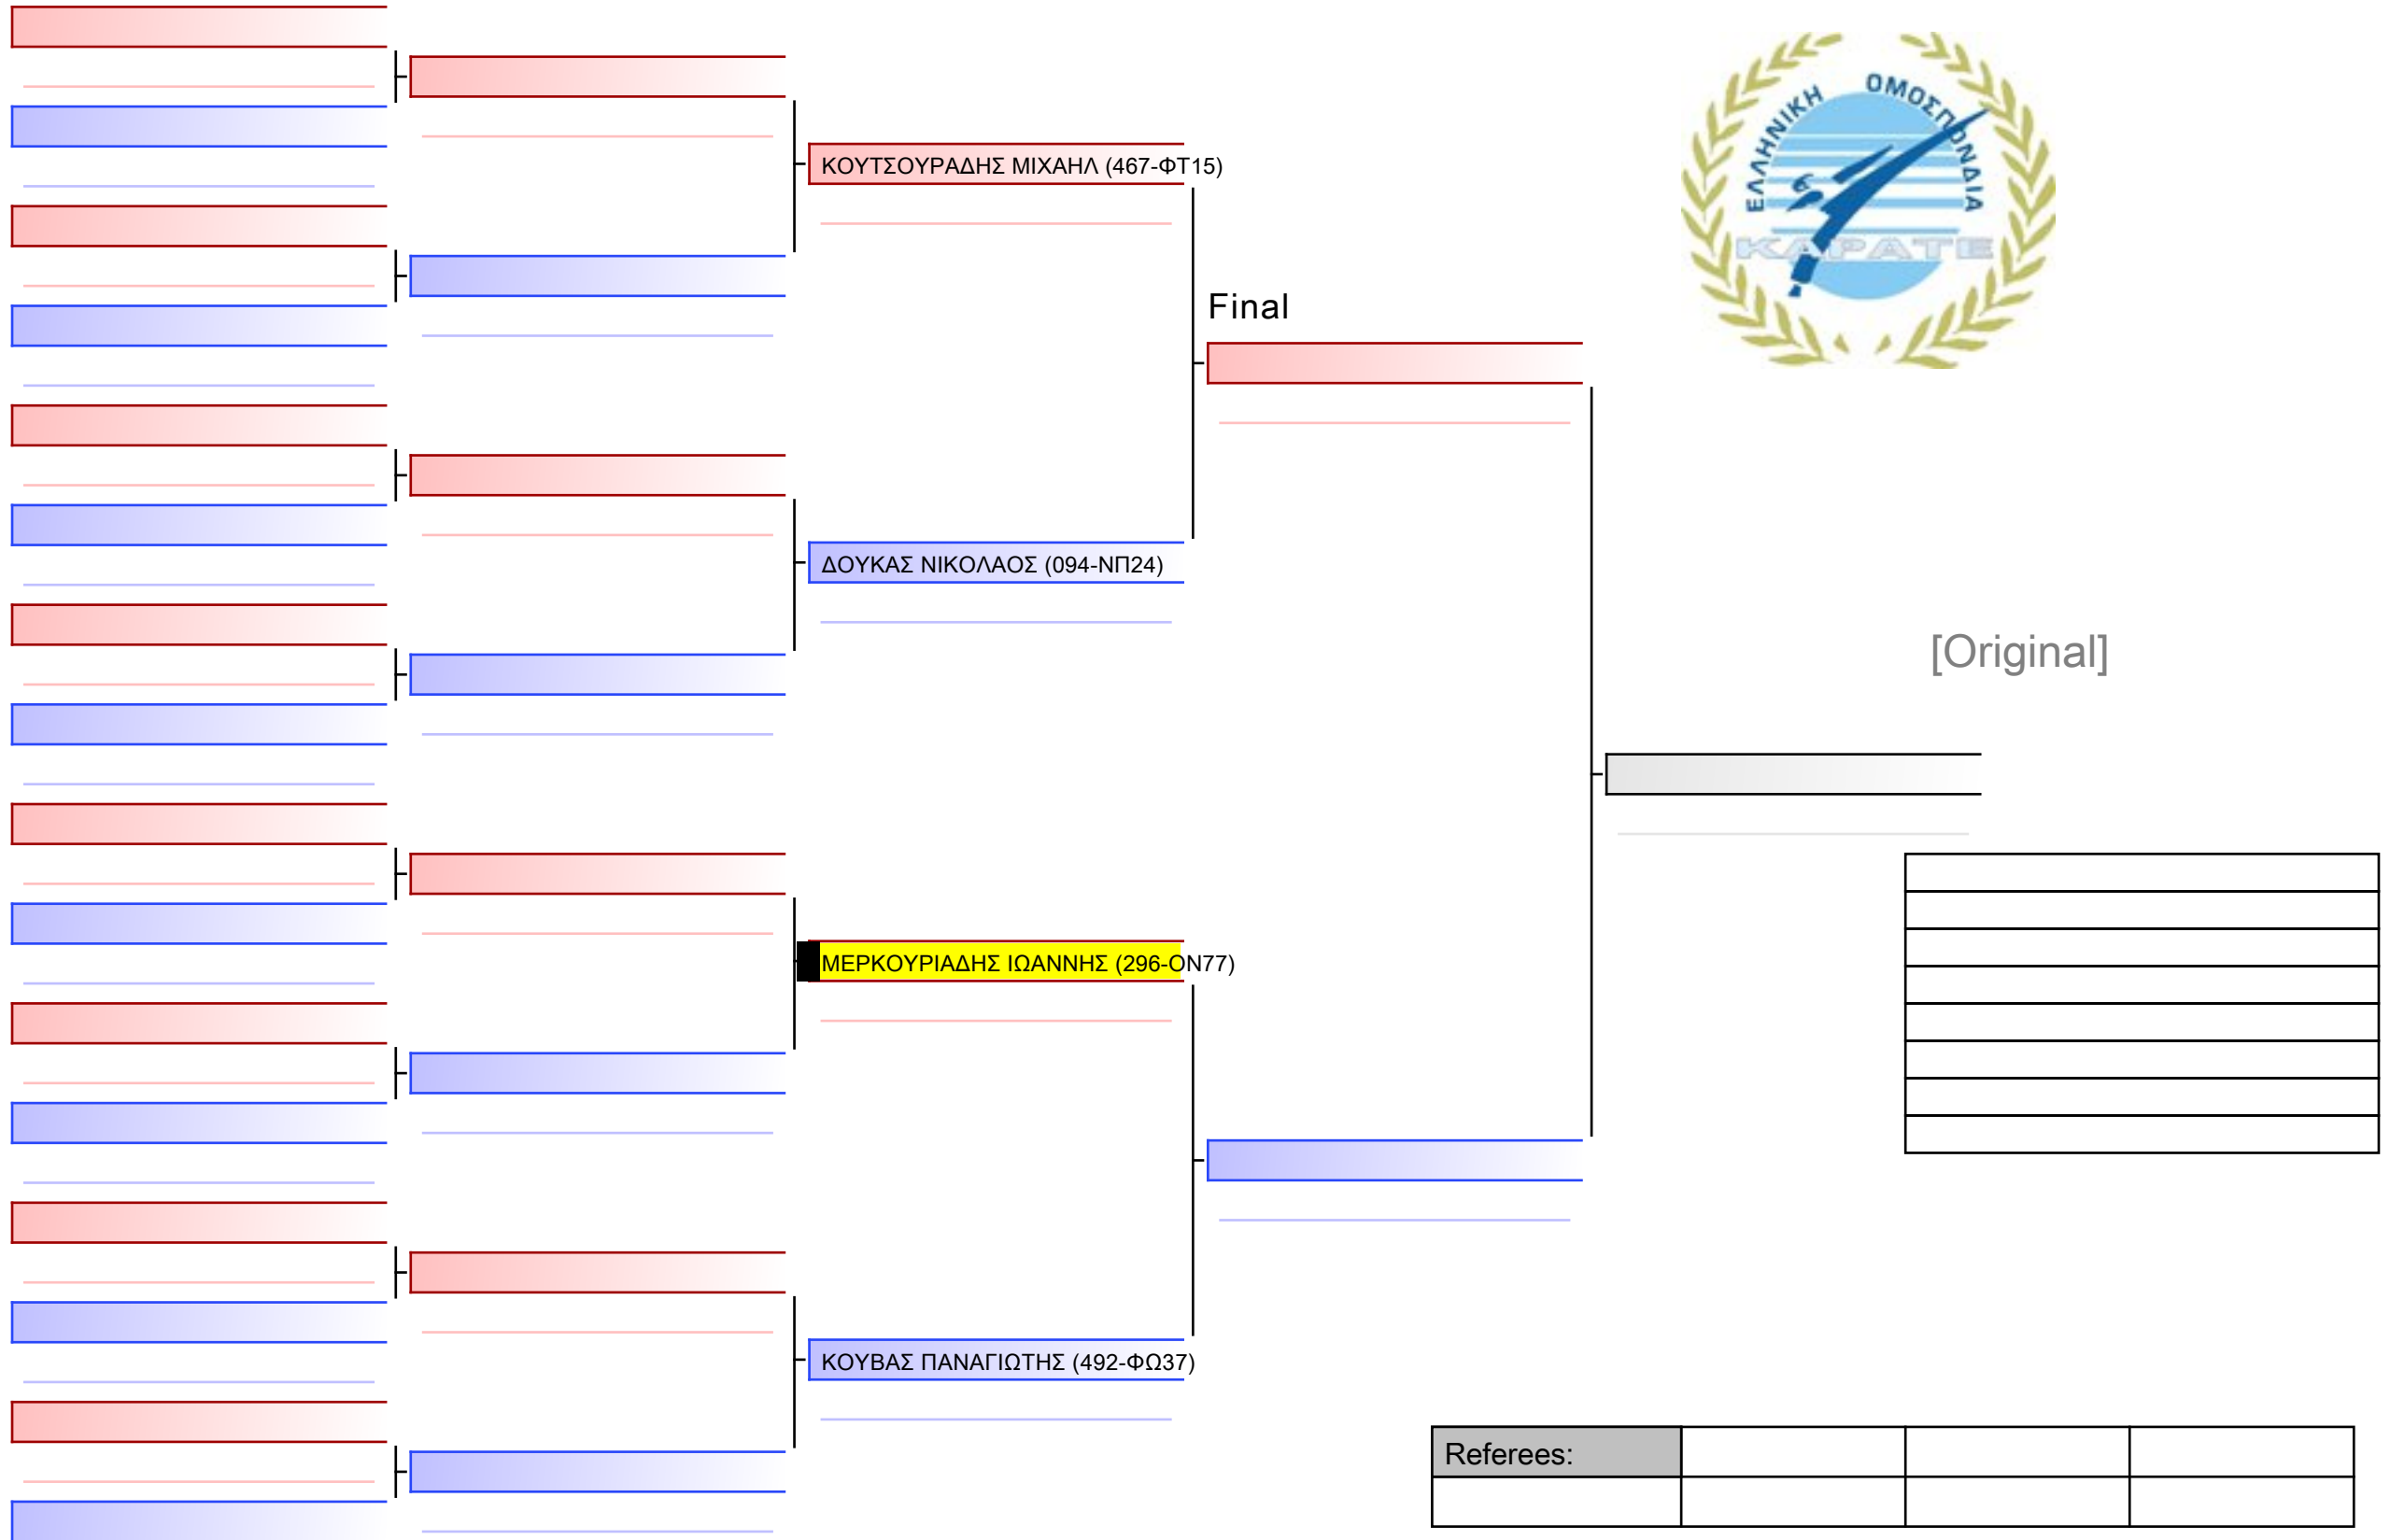 ΕΛΛΗΝΙΚΗ ΟΜΟΣΠΟΝΔΙΑ
ΚΑΡΑΤΕ
ΚΟΥΤΣΟΥΡΑΔΗΣ ΜΙΧΑΗΛ (467-ΦΤ15)
Final
ΔΟΥΚΑΣ ΝΙΚΟΛΑΟΣ (094-ΝΠ24)
[Original]
ΜΕΡΚΟΥΡΙΑΔΗΣ ΙΩΑΝΝΗΣ (296-ΟΝ77)
ΚΟΥΒΑΣ ΠΑΝΑΓΙΩΤΗΣ (492-ΦΩ37)
Referees: